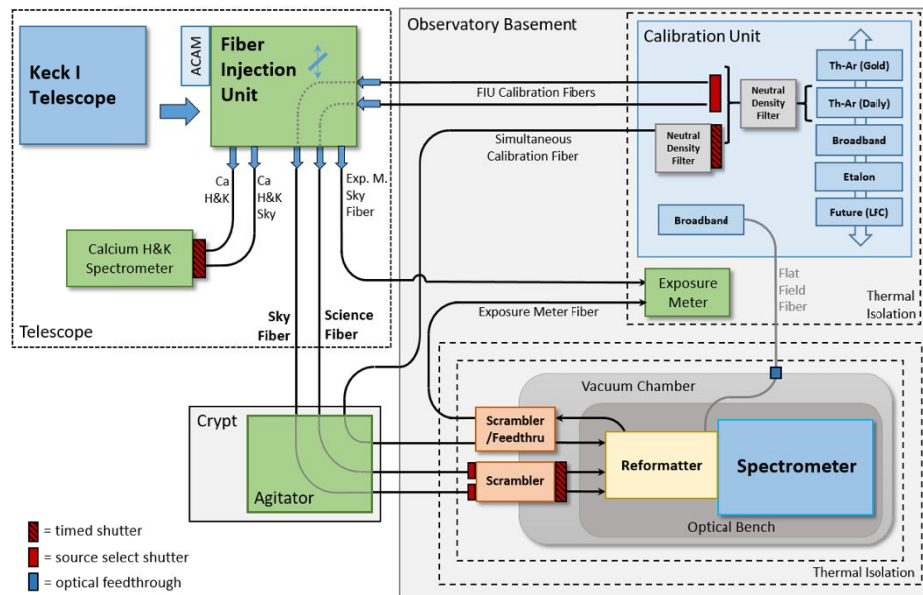 Keck I
Telescope
ACAM
Fiber
Injection
Unit
Ca
H&K
Ca
H&K
Sky
Exp. M.
Sky
Fiber
Calcium H&K
Spectrometer
Sky
Fiber
Science
Fiber
Telescope
Observatory Basement
FIU Calibration Fibers
Simultaneous
Calibration Fiber
Calibration Unit
Neutral
Density
Filter
Neutral
Density
Filter
Th-Ar (Gold)
Th-Ar (Daily)
Broadband
Etalon
Future (LFC)
Broadband
Flat
Field
Fiber
Exposure
Meter
Thermal
Isolation
Exposure Meter Fiber
Crypt
Agitator
Vacuum Chamber
Scrambler
/Feedthru
Scrambler
Reformatter
Spectrometer
Optical Bench
Thermal Isolation
= timed shutter
= source select shutter
= optical feedthrough